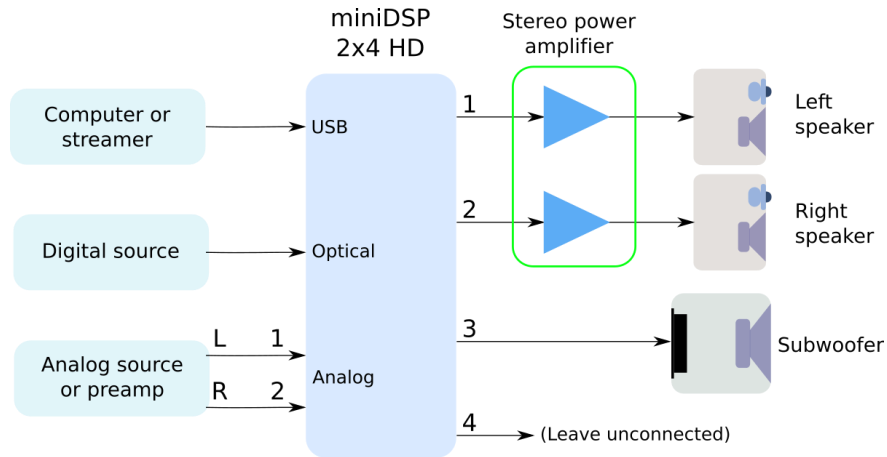 miniDSP
2x4 HD
Stereo power
amplifier
Computer or
streamer
USB
1
Left
speaker
2
Right
speaker
Digital source
Optical
L 1
3
Subwoofer
Analog source
or preamp
Analog
R 2
4
(Leave unconnected)